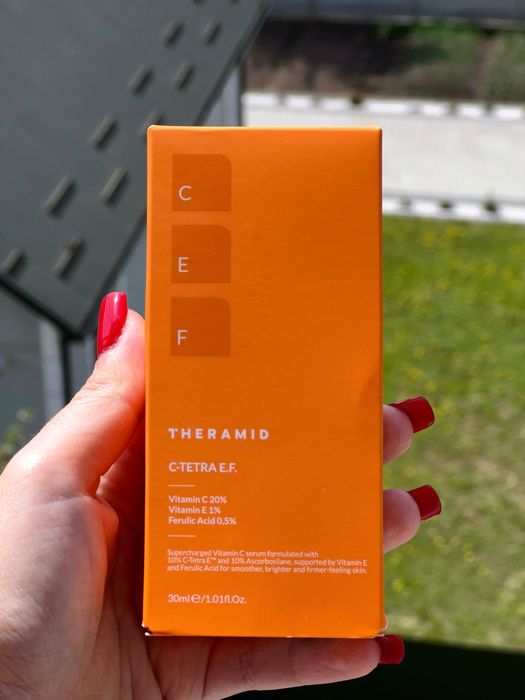 C
E
F
THERAMID
C-TETRA E.F.
Vitamin C 20%
Vitamin E 1%
Ferulic Acid 0,5%
Supercharged Vitamin C serum formulated with
10% C-Tetra E™ and 10% Ascorbosilane, supported by Vitamin E
and Ferulic Acid for smoother, brighter and firmer-feeling skin.
30ml ℮/1.01fl.Oz.